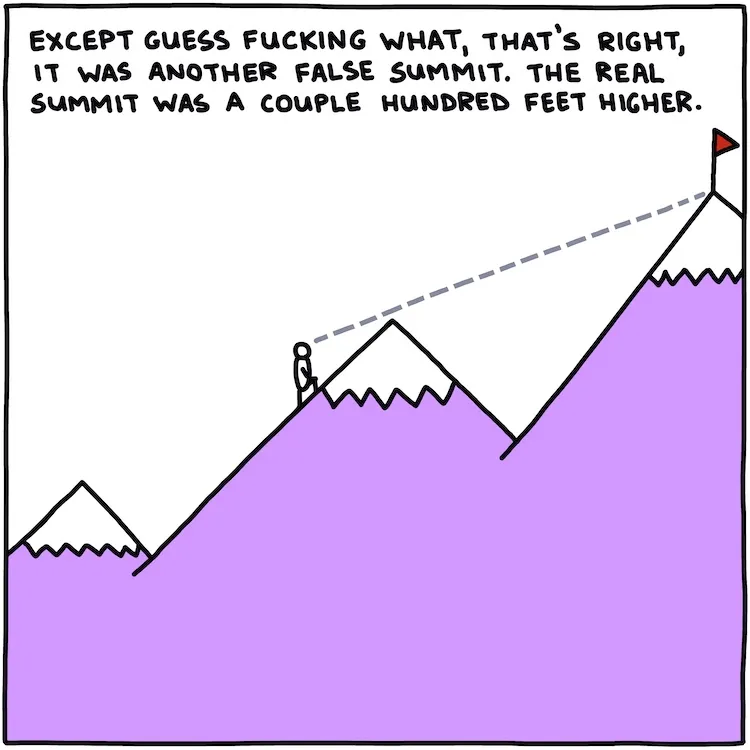 EXCEPT GUESS FUCKING WHAT, THAT'S RIGHT,
IT WAS ANOTHER FALSE SUMMIT. THE REAL
SUMMIT WAS A COUPLE HUNDRED FEET HIGHER.